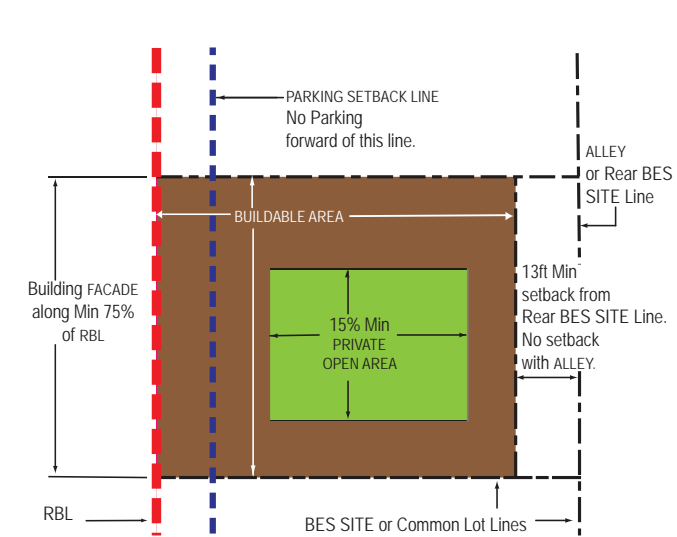 PARKING SETBACK LINE
No Parking
forward of this line.
ALLEY
or Rear BES
SITE Line
BUILDABLE AREA
13ft Min
setback from
Rear BES SITE Line.
No setback
with ALLEY.
Building FACADE
along Min 75%
of RBL
15% Min
PRIVATE
OPEN AREA
RBL
BES SITE or Common Lot Lines